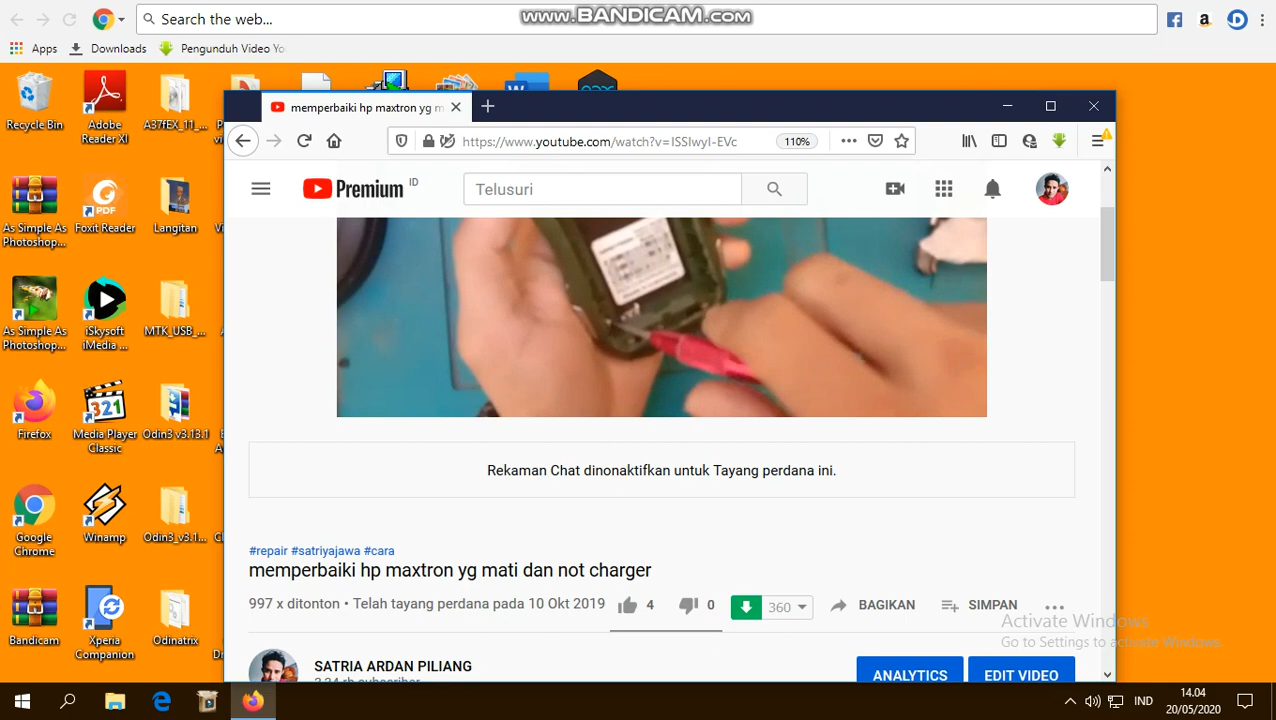 Search the web...
www.BANDICAM.com
Apps
Downloads
Pengunduh Video Yo
memperbaiki hp maxtron yg m
https://www.youtube.com/watch?v=ISSIwyI-EVc
110%
Premium ID
Telusuri
Recycle Bin
Adobe Reader XI
A37fEX_11_...
As Simple As Photoshop...
Foxit Reader
Langitan
As Simple As Photoshop...
iSkysoft iMedia ...
MTK_USB_...
Firefox
Media Player Classic
Odin3 v3.13.1
Google Chrome
Winamp
Odin3_v3.1...
Bandicam
Xperia Companion
Odinatrix
Rekaman Chat dinonaktifkan untuk Tayang perdana ini.
#repair #satriyajawa #cara
memperbaiki hp maxtron yg mati dan not charger
997 x ditonton • Telah tayang perdana pada 10 Okt 2019
4
0
360
BAGIKAN
SIMPAN
Activate Windows
Go to Settings to activate Windows.
SATRIA ARDAN PILIANG
ANALYTICS
EDIT VIDEO
IND
14.04
20/05/2020